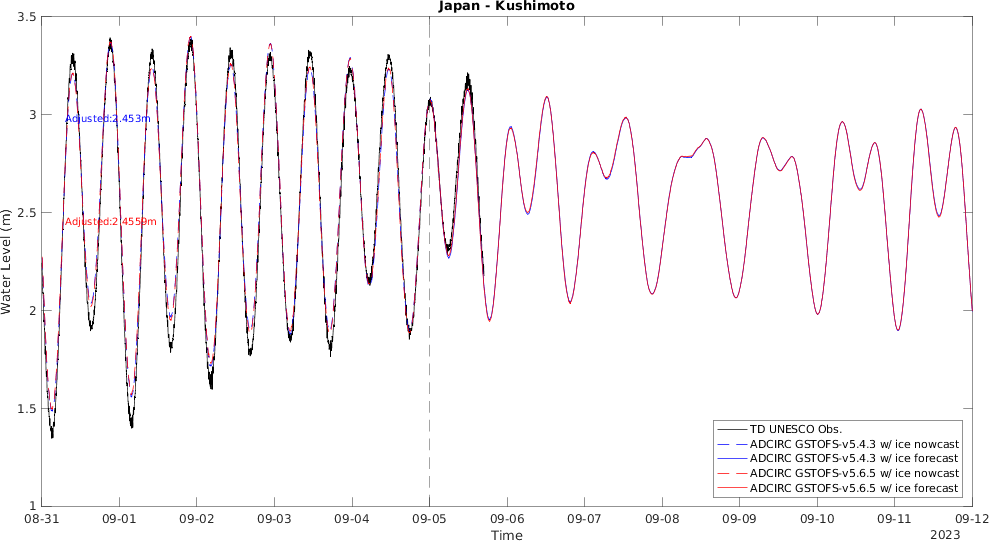 Japan - Kushimoto
3.5
3
2.5
2
1.5
1
Water Level (m)
Adjusted:2.453m
Adjusted:2.4559m
TD UNESCO Obs.
ADCIRC GSTOFS-v5.4.3 w/ ice nowcast
ADCIRC GSTOFS-v5.4.3 w/ ice forecast
ADCIRC GSTOFS-v5.6.5 w/ ice nowcast
ADCIRC GSTOFS-v5.6.5 w/ ice forecast
08-31 09-01 09-02 09-03 09-04 09-05 09-06 09-07 09-08 09-09 09-10 09-11 09-12
Time
2023